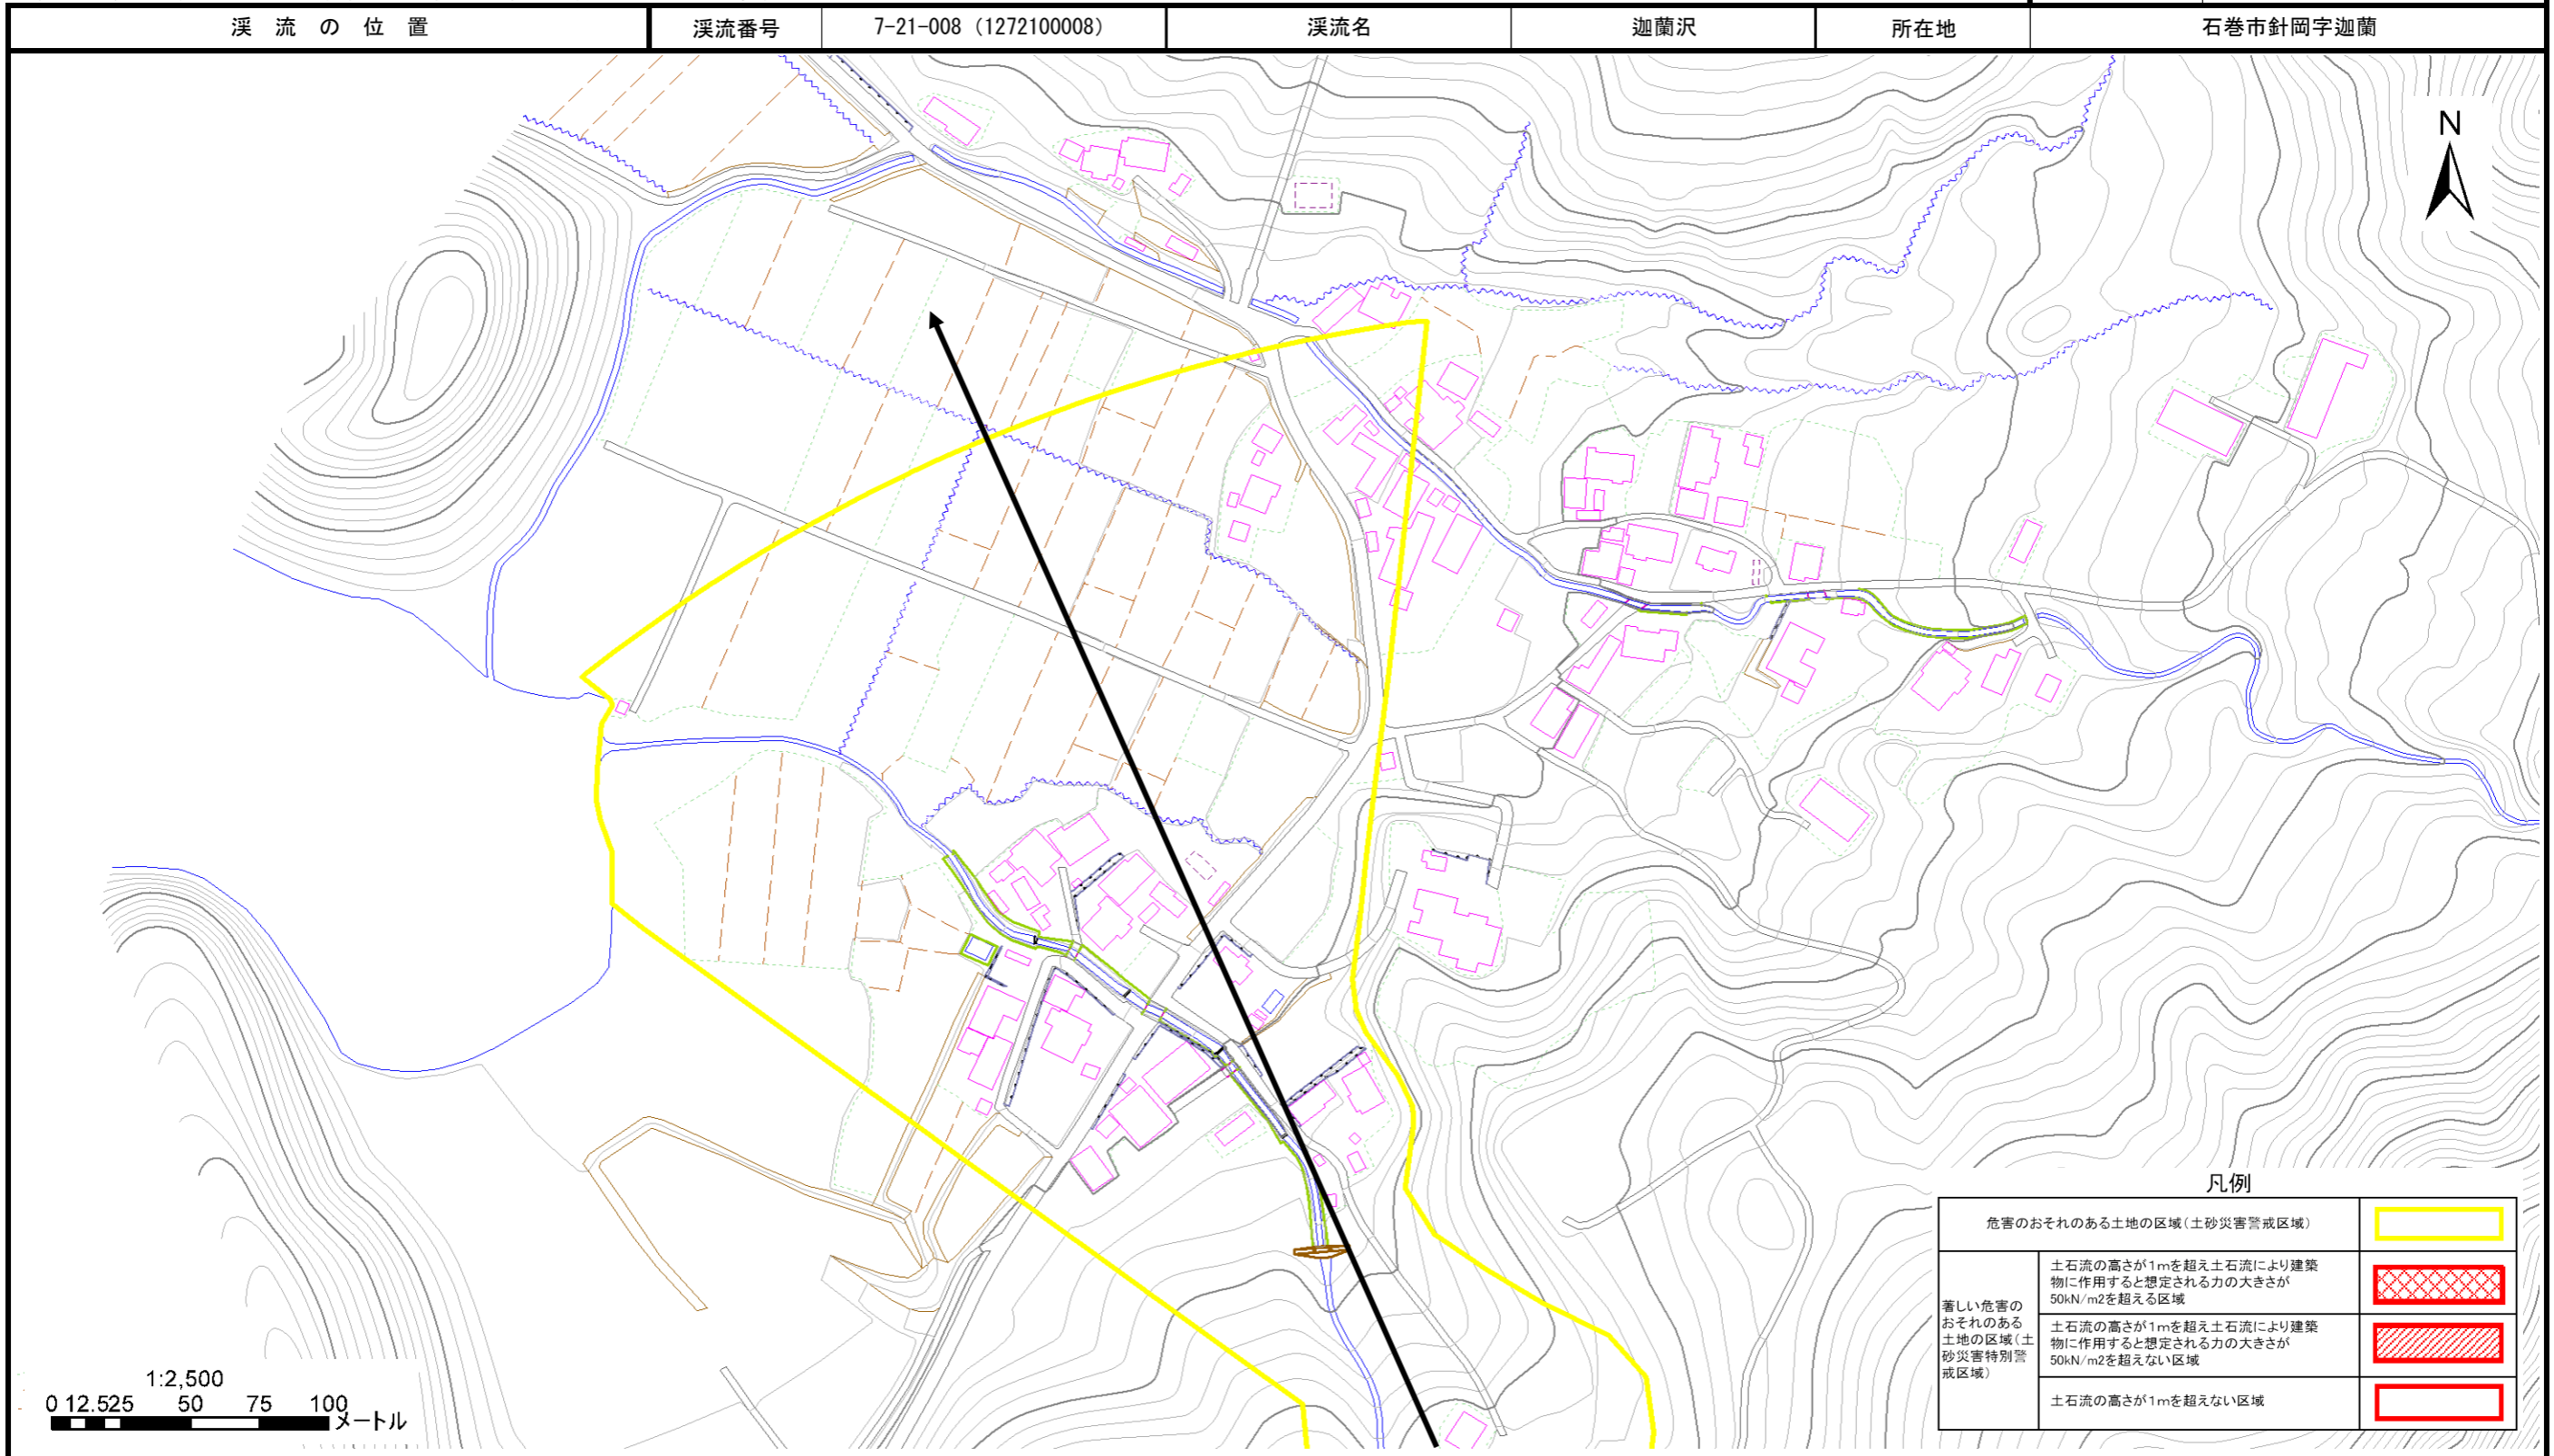 渓流の位置
渓流番号
7-21-008（1272100008）
渓流名
迦蘭沢
所在地
石巻市針岡字迦蘭
N
凡例
危害のおそれのある土地の区域（土砂災害警戒区域）
著しい危害の
おそれのある
土地の区域（土
砂災害特別警
戒区域）
土石流の高さが1mを超え土石流により建築
物に作用すると想定される力の大きさが
50kN/m2を超える区域
土石流の高さが1mを超え土石流により建築
物に作用すると想定される力の大きさが
50kN/m2を超えない区域
土石流の高さが1mを超えない区域
1:2,500
0 12.525 50 75 100
メートル